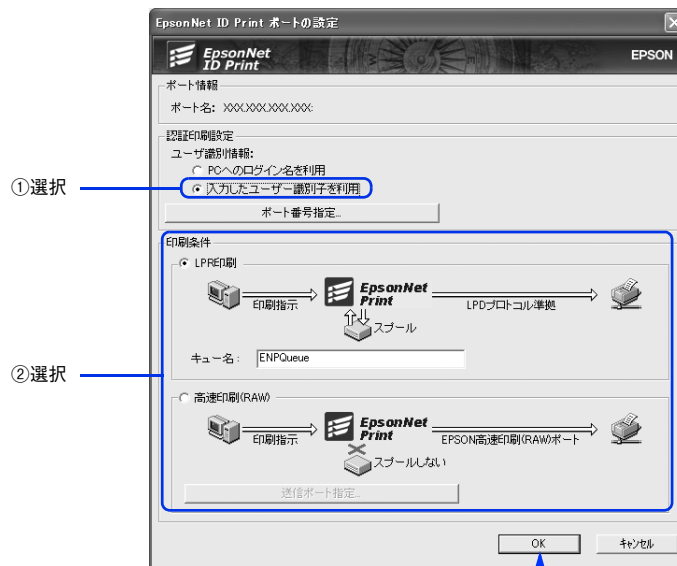 EpsonNet ID Print ポートの設定
EpsonNet
ID Print
EPSON
ポート情報
ポート名: XXX.XXX.XXX.XXX:
認証印刷設定
ユーザ識別情報:
PCへのログイン名を利用
①選択
入力したユーザー識別子を利用
ポート番号指定...
印刷条件
LPR印刷
印刷指示
EpsonNet
Print
LPDプロトコル準拠
スプール
キュー名: ENPQueue
②選択
高速印刷(RAW)
印刷指示
EpsonNet
Print
EPSON高速印刷(RAW)ポート
スプールしない
送信ポート指定...
OK
キャンセル